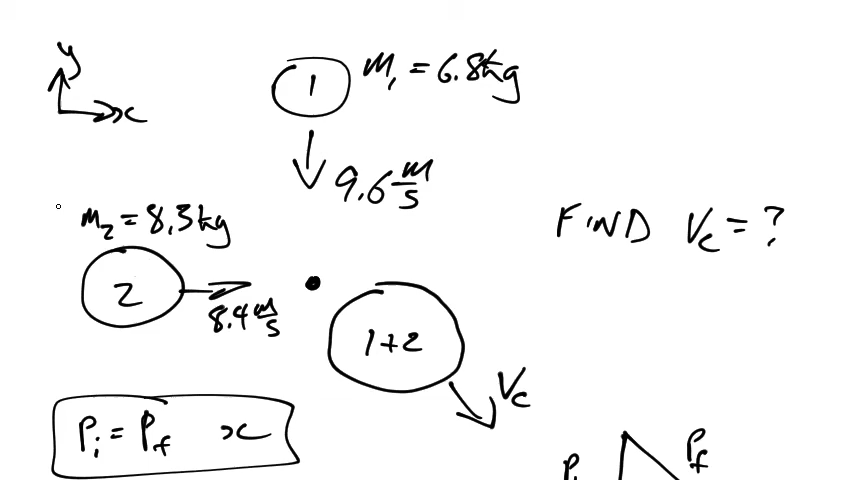 y
x
1
m₁ = 6.8kg
9.6 m/s
m₂ = 8.3kg
2
8.4 m/s
FIND Vc = ?
1+2
Vc
Pi = Pf x
Pf